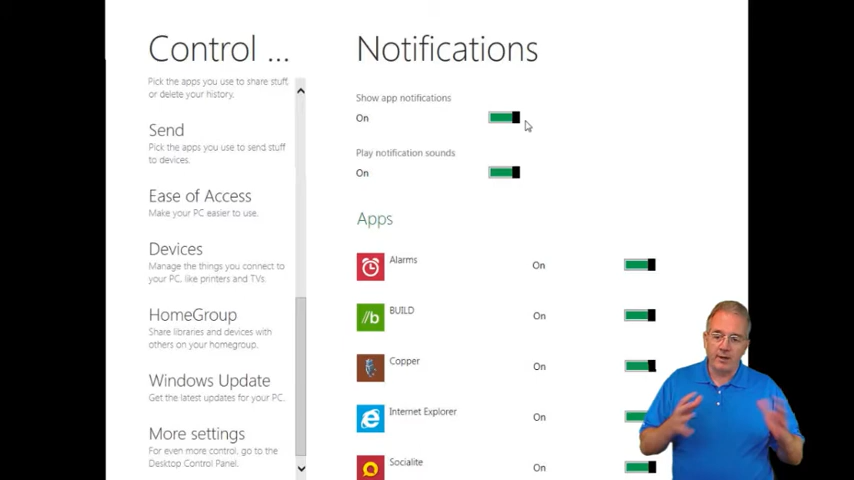 Control ...
Pick the apps you use to share stuff,
or delete your history.
Send
Pick the apps you use to send stuff
to devices.
Ease of Access
Make your PC easier to use.
Devices
Manage the things you connect to
your PC, like printers and TVs.
HomeGroup
Share libraries and devices with
others on your homegroup.
Windows Update
Get the latest updates for your PC.
More settings
For even more control, go to the
Desktop Control Panel.
Notifications
Show app notifications
On
Play notification sounds
On
Apps
Alarms On
//b BUILD On
Copper On
Internet Explorer On
Socialite On